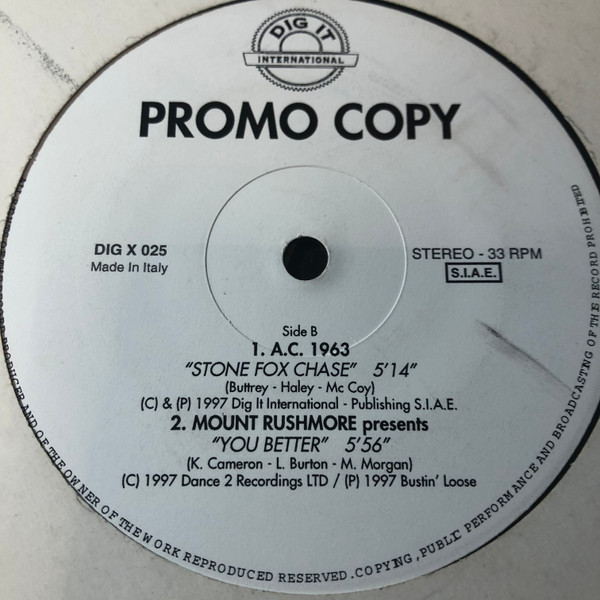 DIG IT
INTERNATIONAL
PROMO COPY
DIG X 025
Made In Italy
STEREO - 33 RPM
S.I.A.E.
Side B
1. A.C. 1963
“STONE FOX CHASE” 5'14”
(Buttrey - Haley - Mc Coy)
(C) & (P) 1997 Dig It International - Publishing S.I.A.E.
2. MOUNT RUSHMORE presents
“YOU BETTER” 5'56”
(K. Cameron - L. Burton - M. Morgan)
(C) 1997 Dance 2 Recordings LTD / (P) 1997 Bustin' Loose
PRODUCER AND OF THE OWNER OF THE WORK REPRODUCED RESERVED. COPYING, PUBLIC PERFORMANCE AND BROADCASTING OF THIS RECORD PROHIBITED